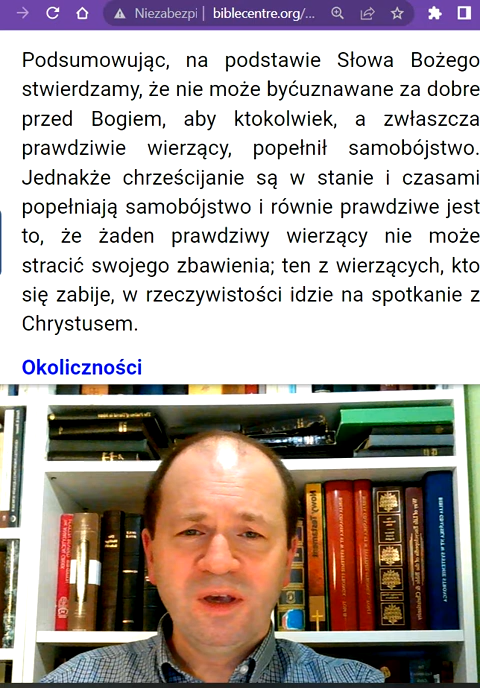 Niezabezpi | biblecentre.org/...
Podsumowując, na podstawie Słowa Bożego
stwierdzamy, że nie może byćuznawane za dobre
przed Bogiem, aby ktokolwiek, a zwłaszcza
prawdziwie wierzący, popełnił samobójstwo.
Jednakże chrześcijanie są w stanie i czasami
popełniają samobójstwo i równie prawdziwe jest
to, że żaden prawdziwy wierzący nie może
stracić swojego zbawienia; ten z wierzących, kto
się zabije, w rzeczywistości idzie na spotkanie z
Chrystusem.
Okoliczności